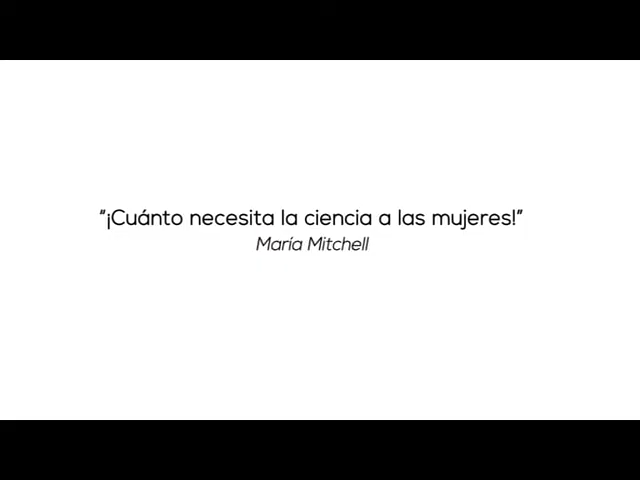 “¡Cuánto necesita la ciencia a las mujeres!”
María Mitchell